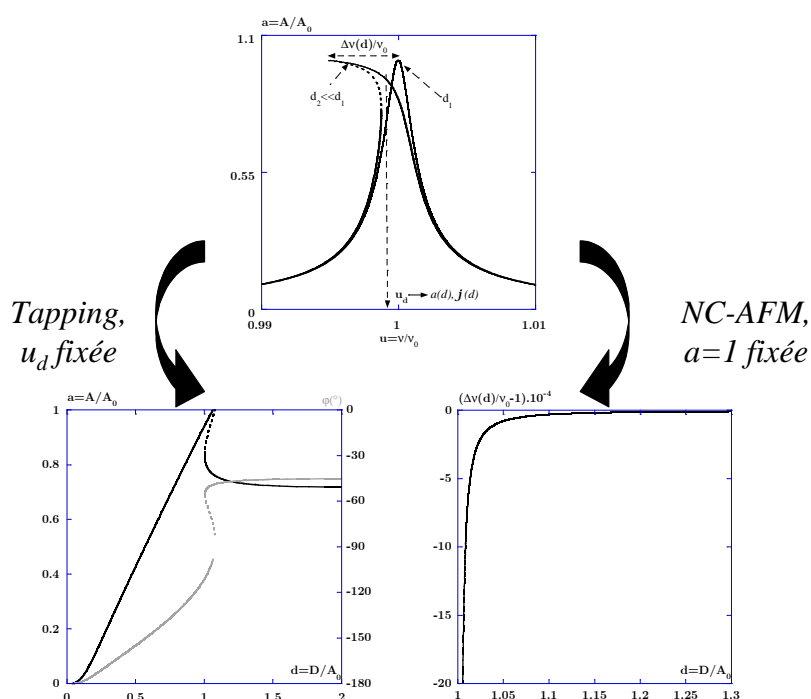 a=A/A₀
1.1
Δν(d)/ν₀
d₂<<d₁
d₁
0.55
u_d → a(d), j(d)
0
0.99
1
1.01
u=ν/ν₀
Tapping,
u_d fixée
NC-AFM,
a=1 fixée
a=A/A₀
φ(°)
1
0.8
0.6
0.4
0.2
0
0
-30
-60
-90
-120
-150
-180
d=D/A₀
0
0.5
1
1.5
2
(Δν(d)/ν₀-1).10⁻⁴
0
-5
-10
-15
-20
d=D/A₀
1
1.05
1.1
1.15
1.2
1.25
1.3